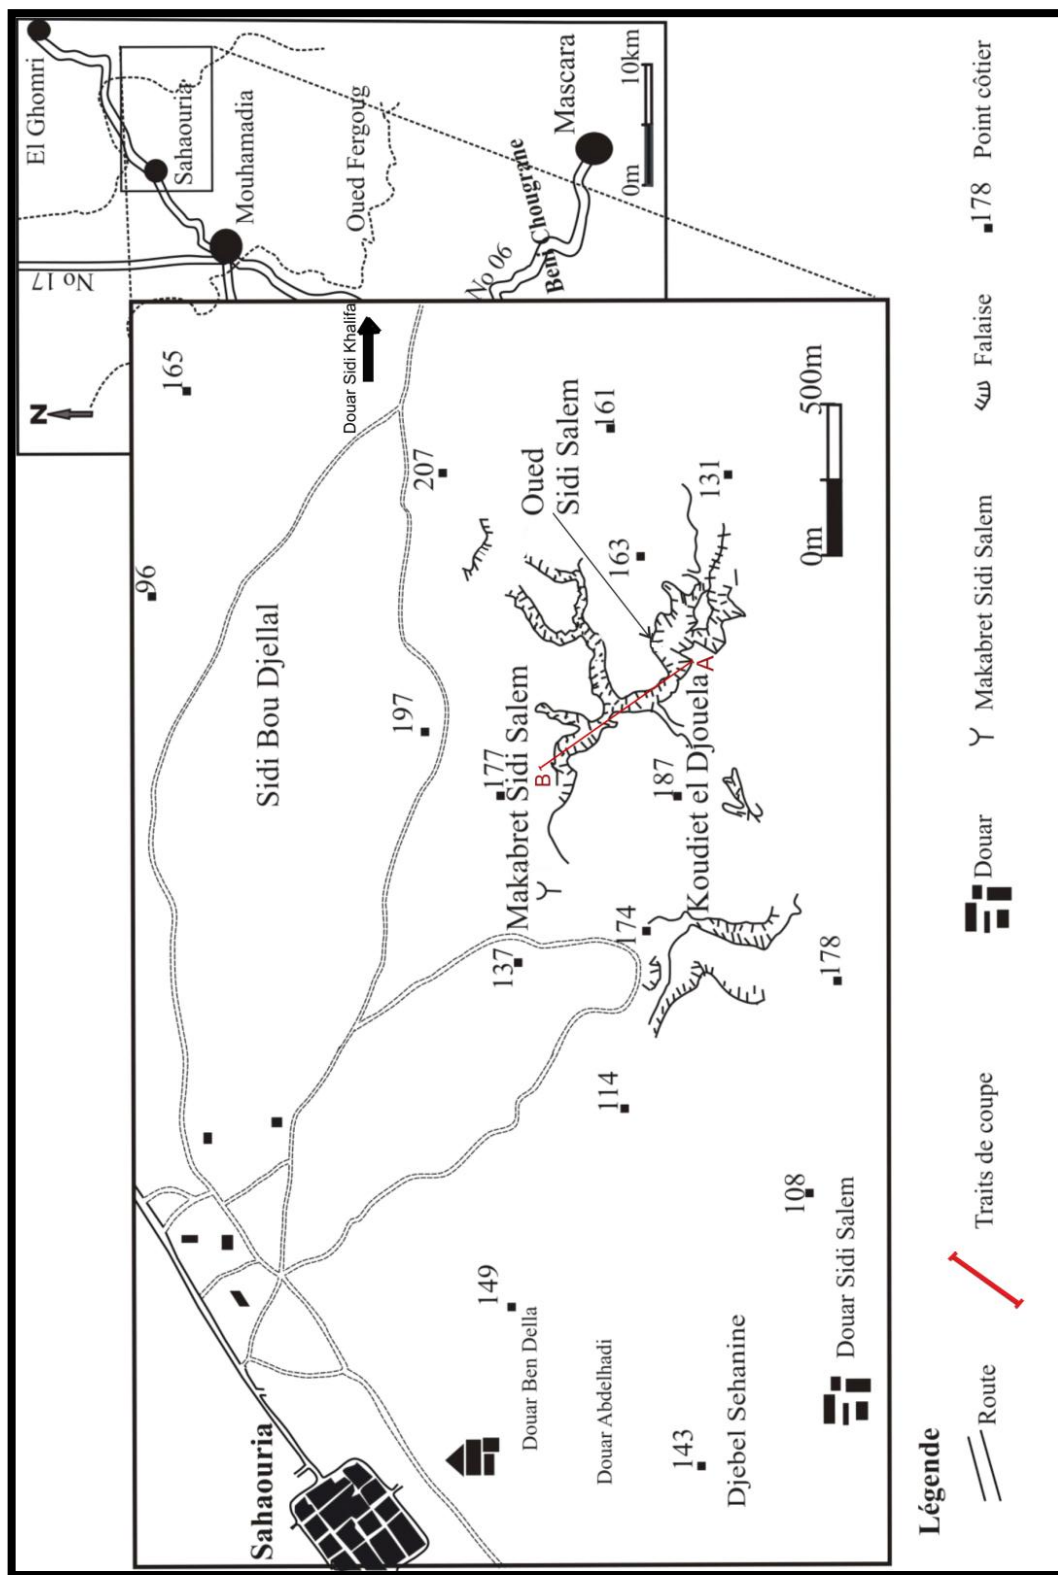 El Ghomri
Sahaouria
Mouhamadia
Oued Fergoug
Mascara
No 17
No 06
Beni Chougrane
0m
10km
N
165
Douar Sidi Khalifa
96
207
Sidi Bou Djellal
197
Oued
Sidi Salem
161
131
163
177
Makabret Sidi Salem
B
A
187
Koudiet el Djouela
0m
500m
137
174
178
114
108
149
Sahaouria
Douar Ben Della
Douar Abdelhadi
143
Djebel Sehanine
Douar Sidi Salem
Légende
Route
Traits de coupe
Douar
Makabret Sidi Salem
Falaise
178 Point côtier